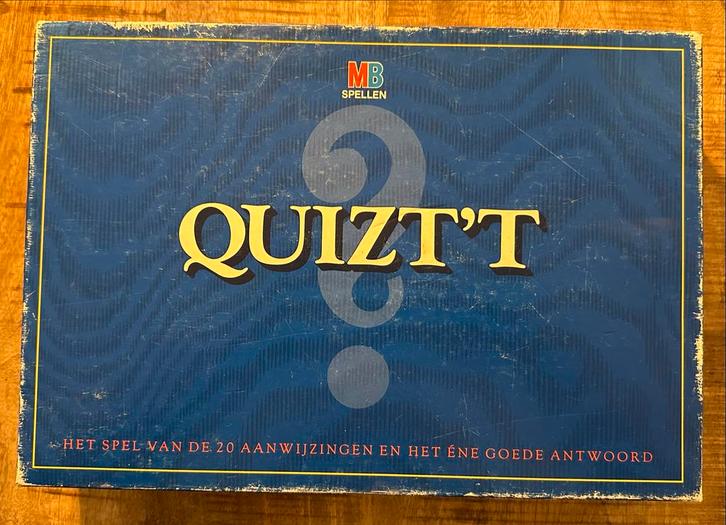 MB
SPELLEN
QUIZT'T
HET SPEL VAN DE 20 AANWIJZINGEN EN HET ÉNE GOEDE ANTWOORD